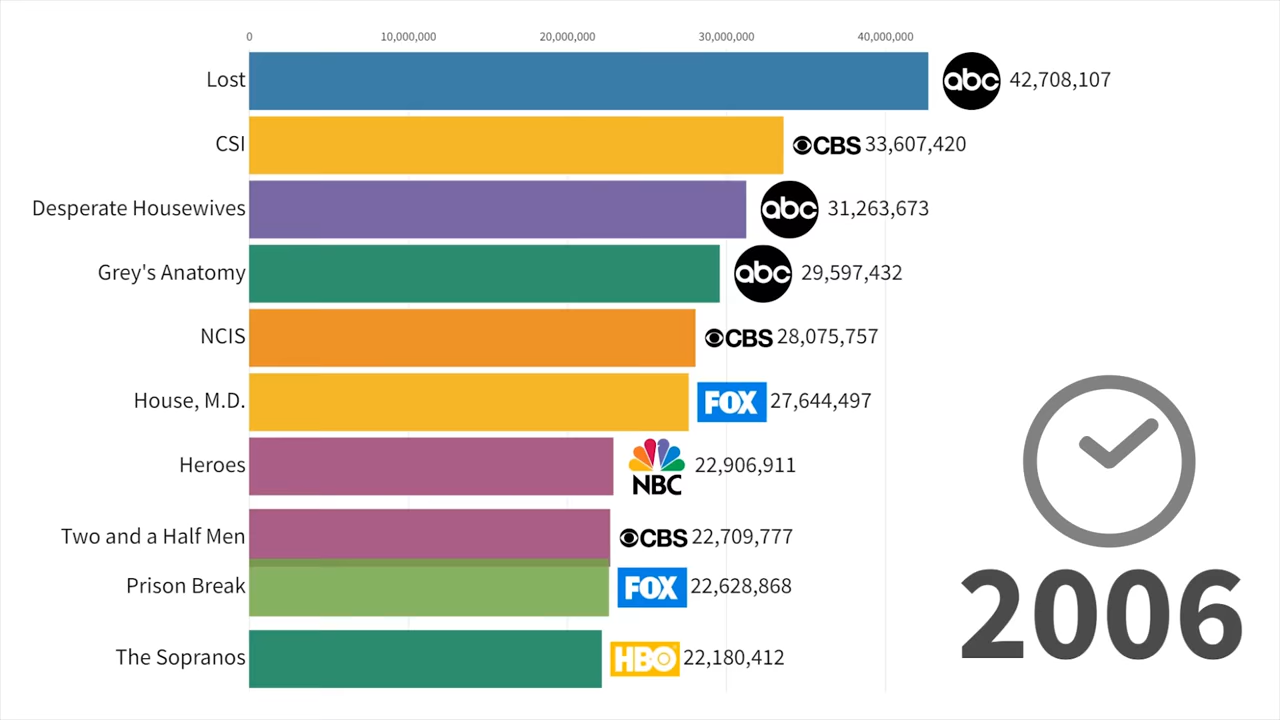 0 10,000,000 20,000,000 30,000,000 40,000,000
Lost abc 42,708,107
CSI CBS 33,607,420
Desperate Housewives abc 31,263,673
Grey's Anatomy abc 29,597,432
NCIS CBS 28,075,757
House, M.D. FOX 27,644,497
Heroes NBC 22,906,911
Two and a Half Men CBS 22,709,777
Prison Break FOX 22,628,868
The Sopranos HBO 22,180,412
2006